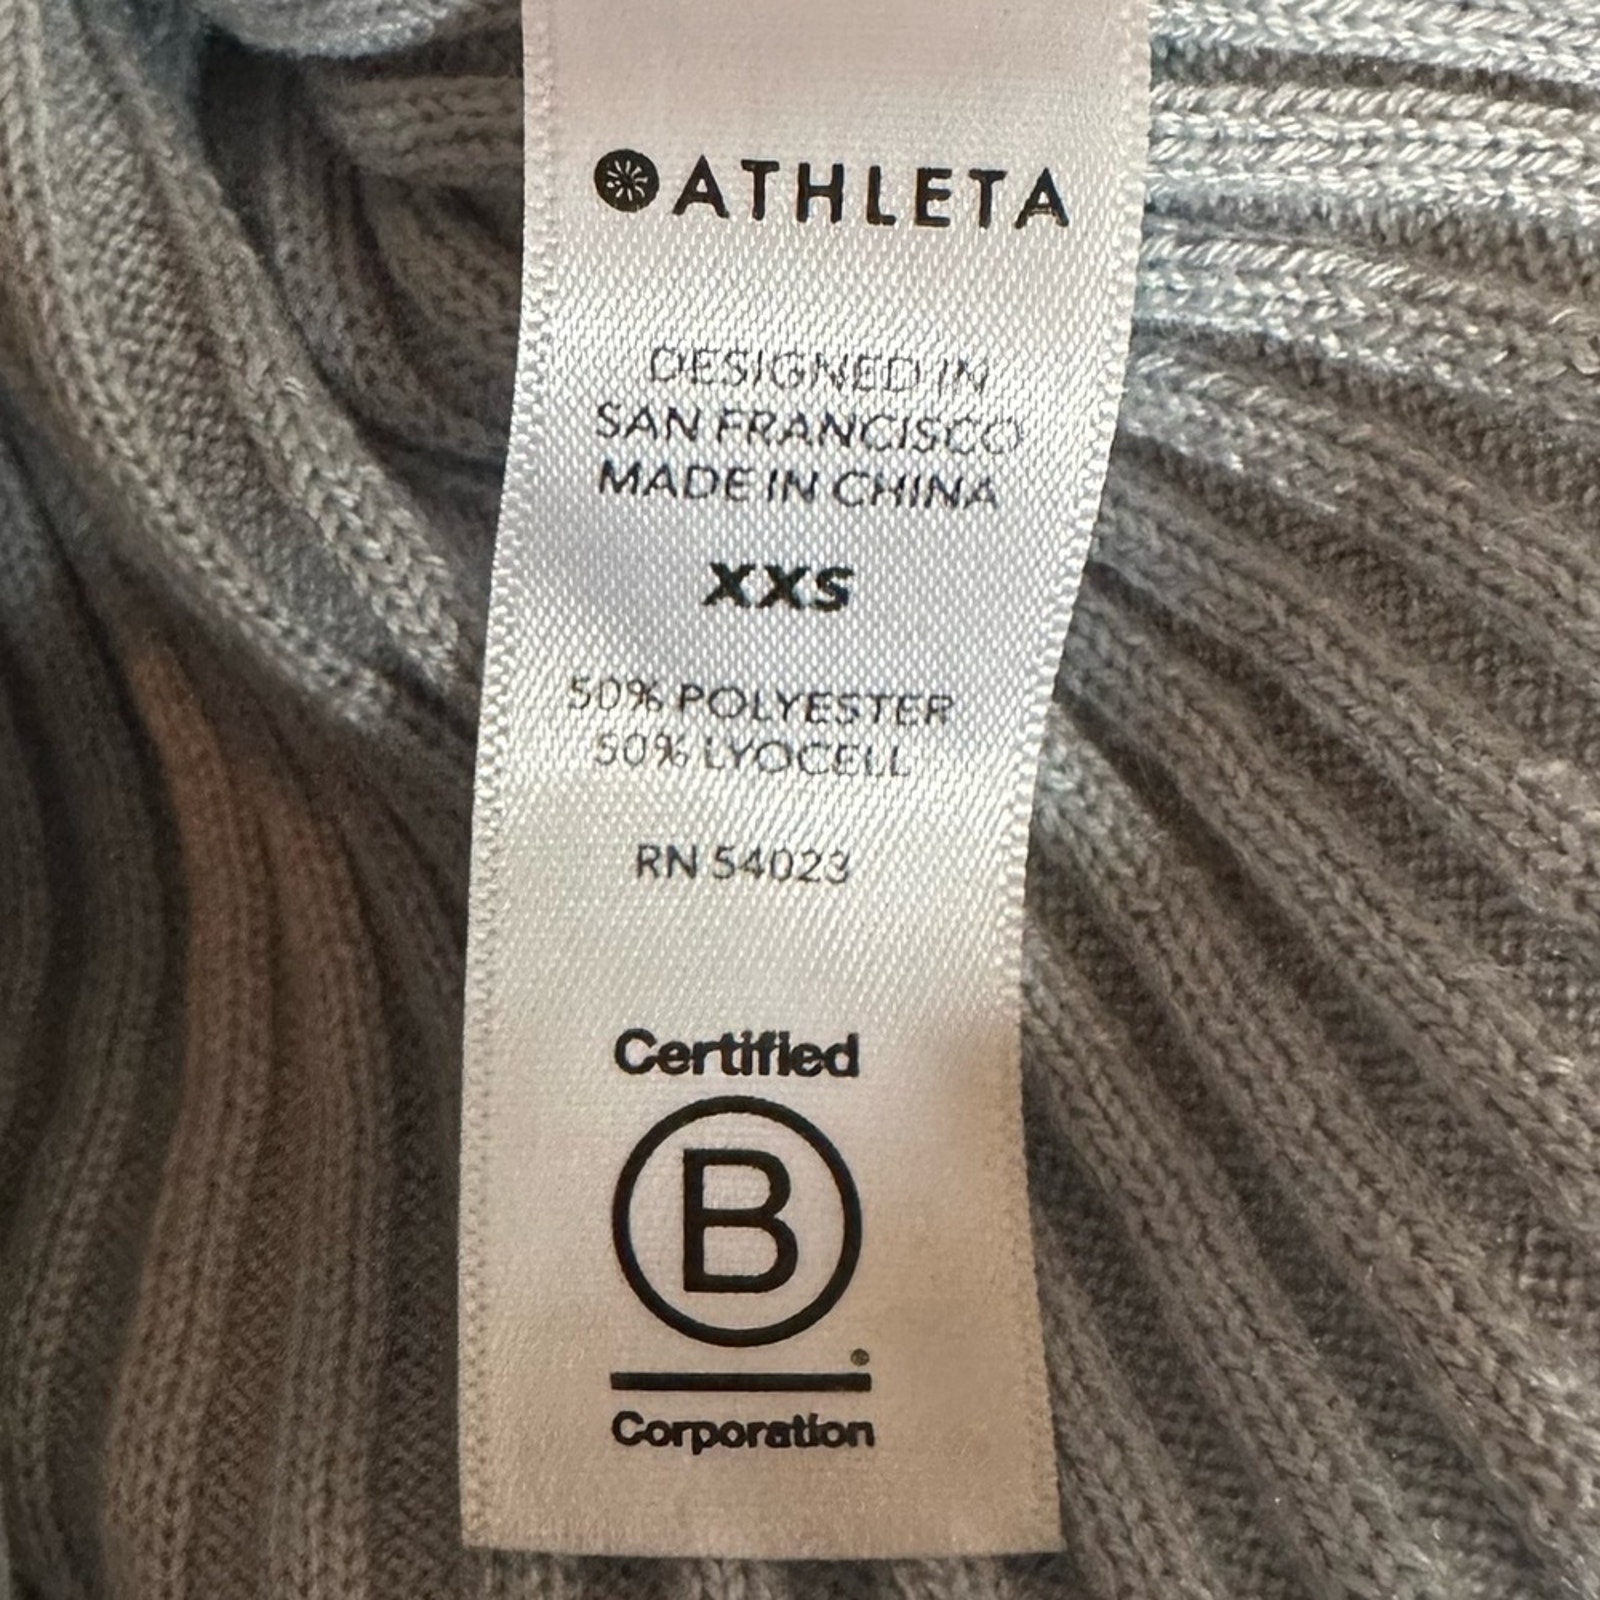 ATHLETA
DESIGNED IN
SAN FRANCISCO
MADE IN CHINA
XXS
50% POLYESTER
50% LYOCELL
RN 54023
Certified
B
®
Corporation